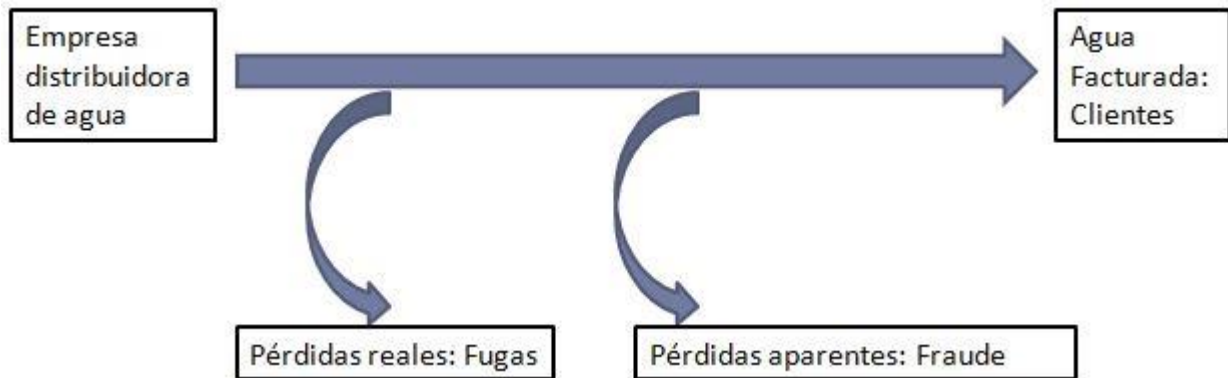 Empresa
distribuidora
de agua
Agua
Facturada:
Clientes
Pérdidas reales: Fugas
Pérdidas aparentes: Fraude